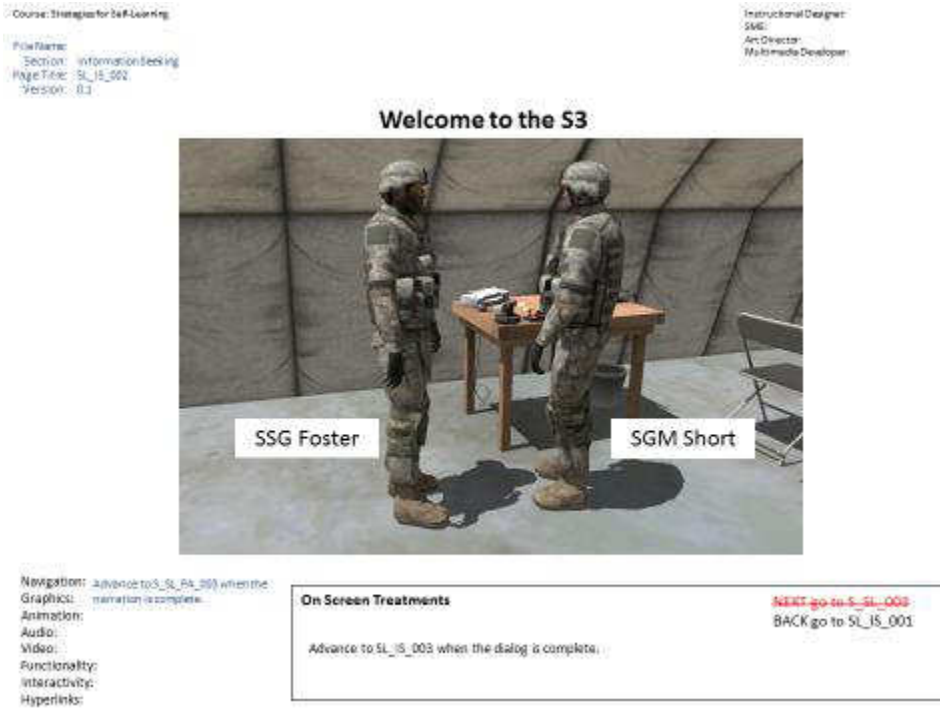 Course: Strategies for Self-Learning
Instructional Designer:
SME:
Art Director:
Multimedia Developer:
File Name:
Section: Information Seeking
Page Title: SL_IS_002
Version: 0.1
Welcome to the S3
SSG Foster
SGM Short
Navigation: Advance to S_SL_PA_003 when the
narration is complete.
Graphics:
Animation:
Audio:
Video:
Functionality:
Interactivity:
Hyperlinks:
On Screen Treatments
Advance to SL_IS_003 when the dialog is complete.
NEXT go to S_SL_003
BACK go to SL_IS_001